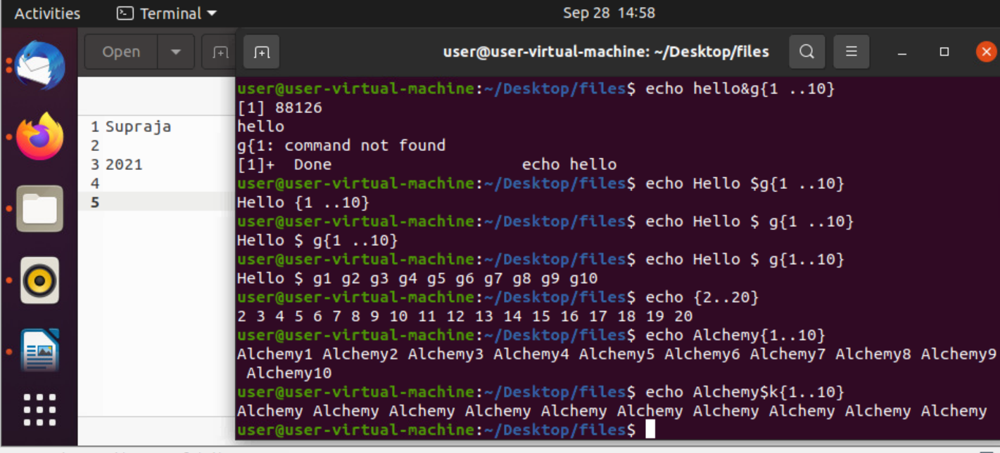 Activities Terminal Sep 28 14:58
Open user@user-virtual-machine: ~/Desktop/files
1 Supraja
2
3 2021
4
5
user@user-virtual-machine:~/Desktop/files$ echo hello&g{1 ..10}
[1] 88126
hello
g{1: command not found
[1]+  Done                    echo hello
user@user-virtual-machine:~/Desktop/files$ echo Hello $g{1 ..10}
Hello {1 ..10}
user@user-virtual-machine:~/Desktop/files$ echo Hello $ g{1 ..10}
Hello $ g{1 ..10}
user@user-virtual-machine:~/Desktop/files$ echo Hello $ g{1..10}
Hello $ g1 g2 g3 g4 g5 g6 g7 g8 g9 g10
user@user-virtual-machine:~/Desktop/files$ echo {2..20}
2 3 4 5 6 7 8 9 10 11 12 13 14 15 16 17 18 19 20
user@user-virtual-machine:~/Desktop/files$ echo Alchemy{1..10}
Alchemy1 Alchemy2 Alchemy3 Alchemy4 Alchemy5 Alchemy6 Alchemy7 Alchemy8 Alchemy9
 Alchemy10
user@user-virtual-machine:~/Desktop/files$ echo Alchemy$k{1..10}
Alchemy Alchemy Alchemy Alchemy Alchemy Alchemy Alchemy Alchemy Alchemy Alchemy
user@user-virtual-machine:~/Desktop/files$